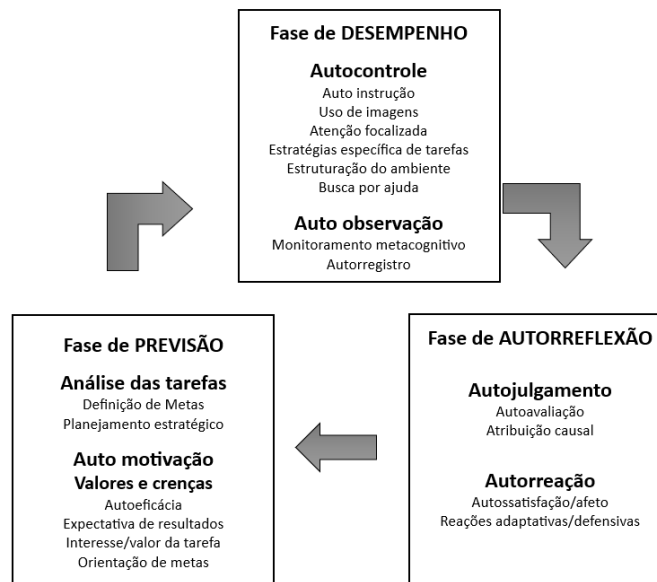 Fase de DESEMPENHO
Autocontrole
Auto instrução
Uso de imagens
Atenção focalizada
Estratégias específica de tarefas
Estruturação do ambiente
Busca por ajuda
Auto observação
Monitoramento metacognitivo
Autorregistro
Fase de PREVISÃO
Análise das tarefas
Definição de Metas
Planejamento estratégico
Auto motivação
Valores e crenças
Autoeficácia
Expectativa de resultados
Interesse/valor da tarefa
Orientação de metas
Fase de AUTORREFLEXÃO
Autojulgamento
Autoavaliação
Atribuição causal
Autorreação
Autossatisfação/afeto
Reações adaptativas/defensivas